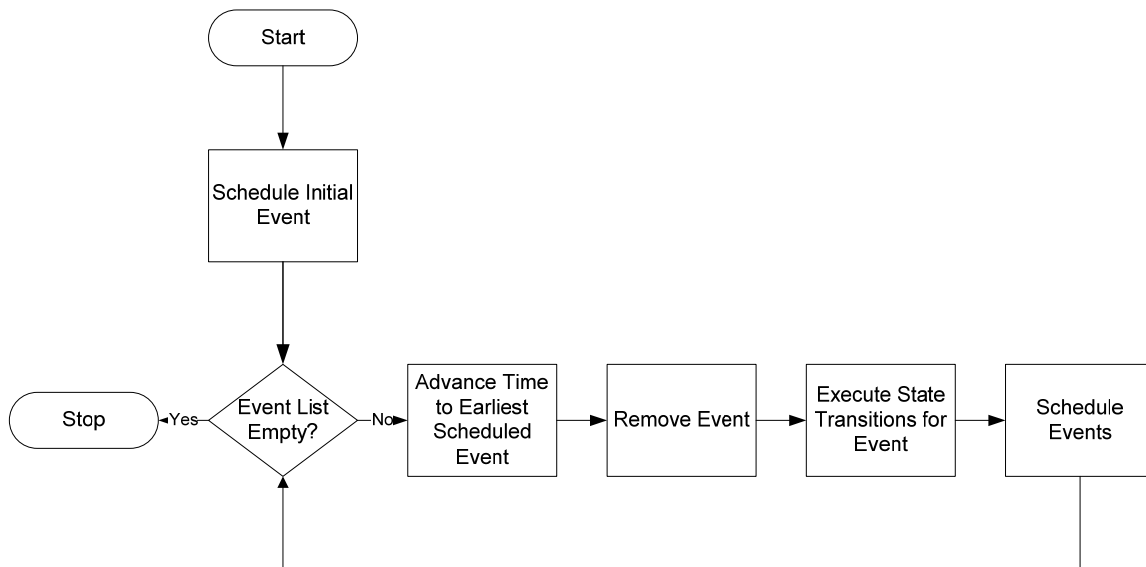 Start
Schedule Initial
Event
Stop
Yes
Event List
Empty?
No
Advance Time
to Earliest
Scheduled
Event
Remove Event
Execute State
Transitions for
Event
Schedule
Events